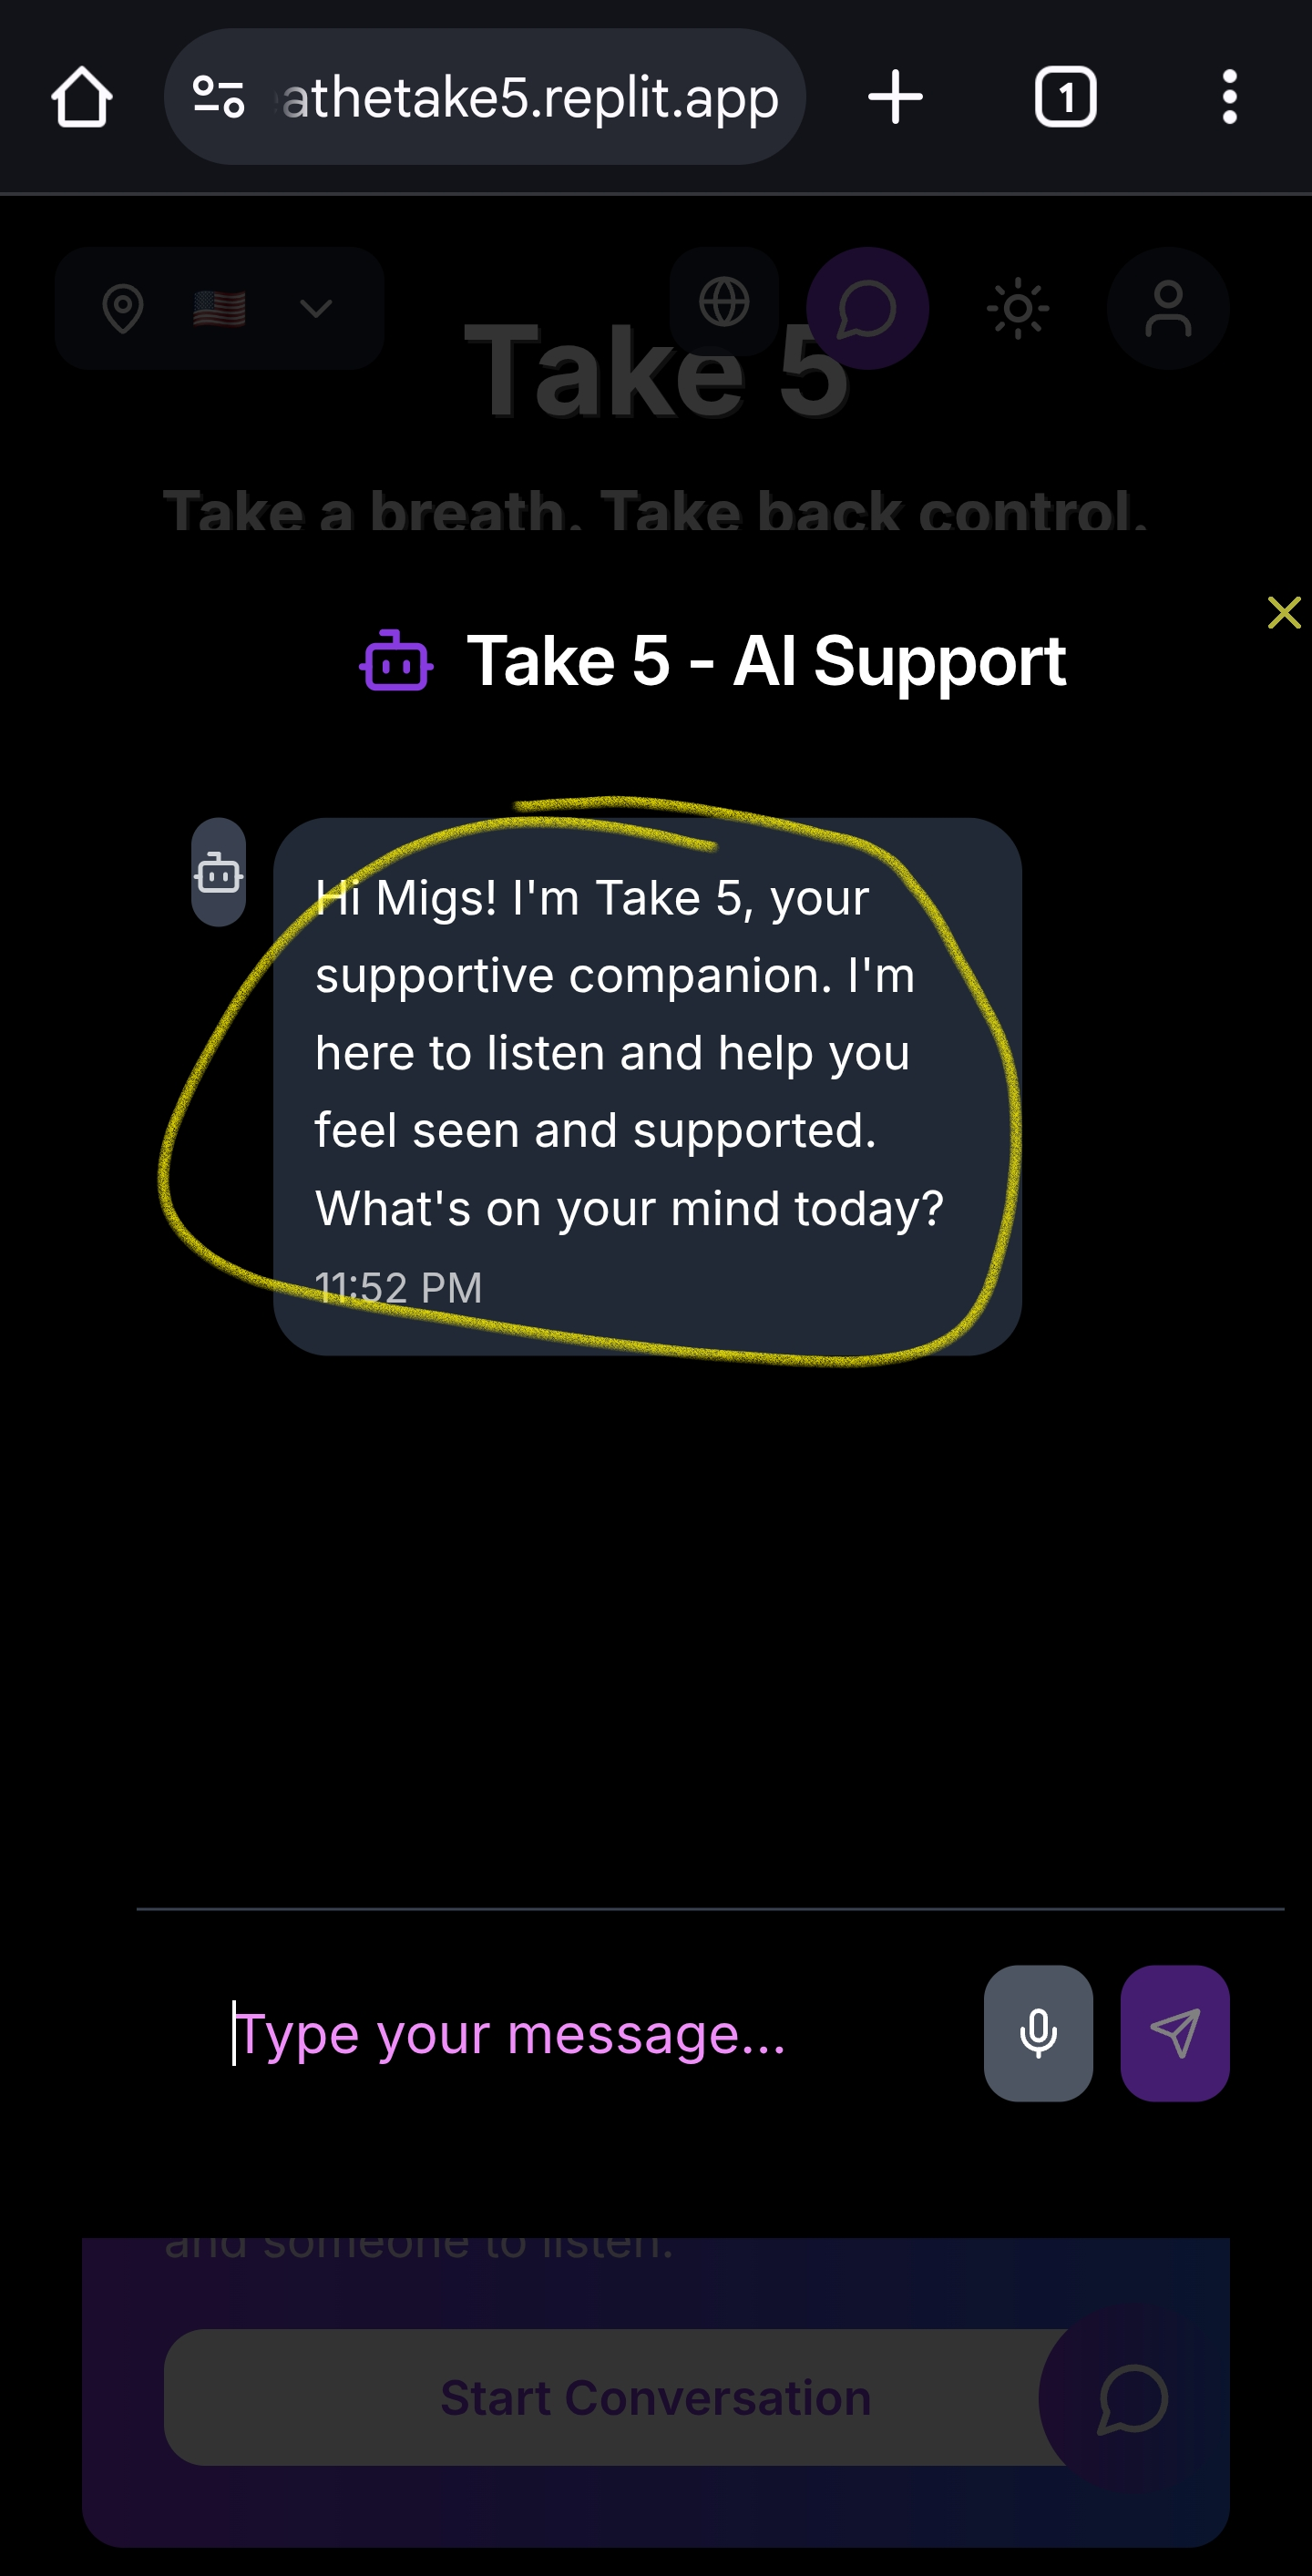 athetake5.replit.app
1
Take 5
Take a breath. Take back control.
Take 5 - AI Support
Hi Migs! I'm Take 5, your
supportive companion. I'm
here to listen and help you
feel seen and supported.
What's on your mind today?
11:52 PM
Type your message...
and someone to listen.
Start Conversation